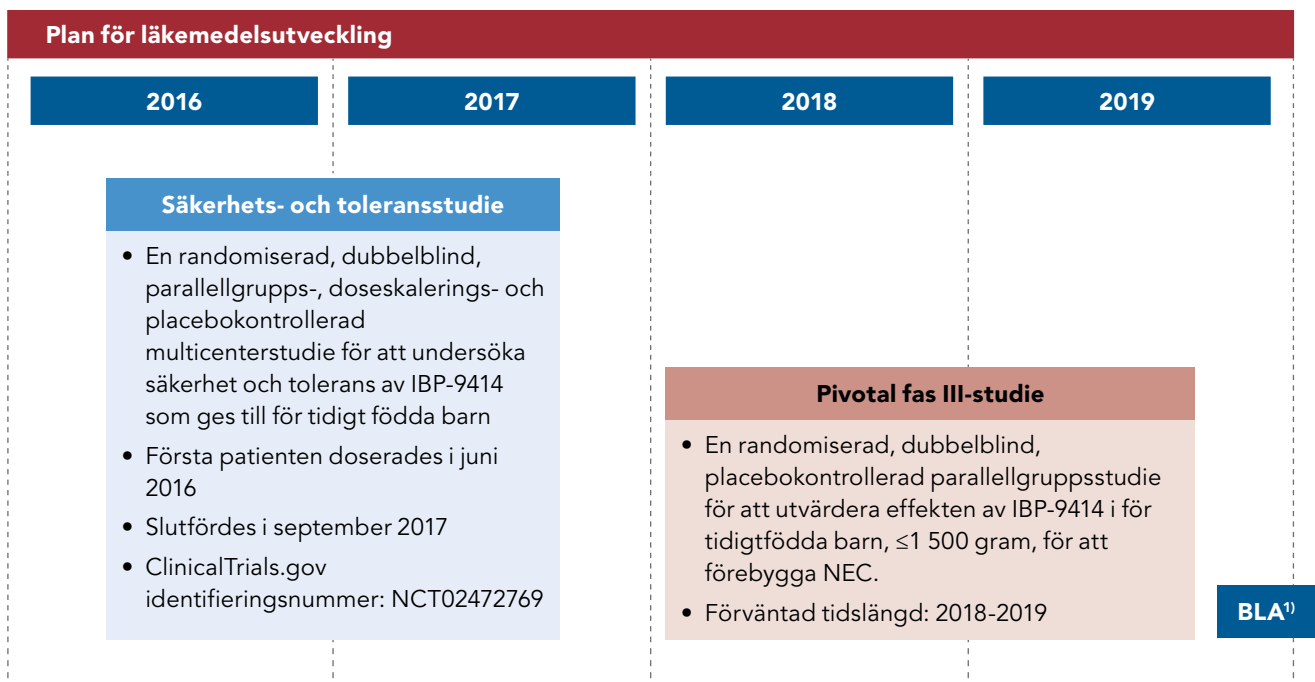 Plan för läkemedelsutveckling
2016
2017
2018
2019
Säkerhets- och toleransstudie
• En randomiserad, dubbelblind,
parallellgrupps-, doseskalerings- och
placebokontrollerad
multicenterstudie för att undersöka
säkerhet och tolerans av IBP-9414
som ges till för tidigt födda barn
• Första patienten doserades i juni
2016
• Slutfördes i september 2017
• ClinicalTrials.gov
identifieringsnummer: NCT02472769
Pivotal fas III-studie
• En randomiserad, dubbelblind,
placebokontrollerad parallellgruppsstudie
för att utvärdera effekten av IBP-9414 i för
tidigtfödda barn, ≤1 500 gram, för att
förebygga NEC.
• Förväntad tidslängd: 2018-2019
BLA¹⁾